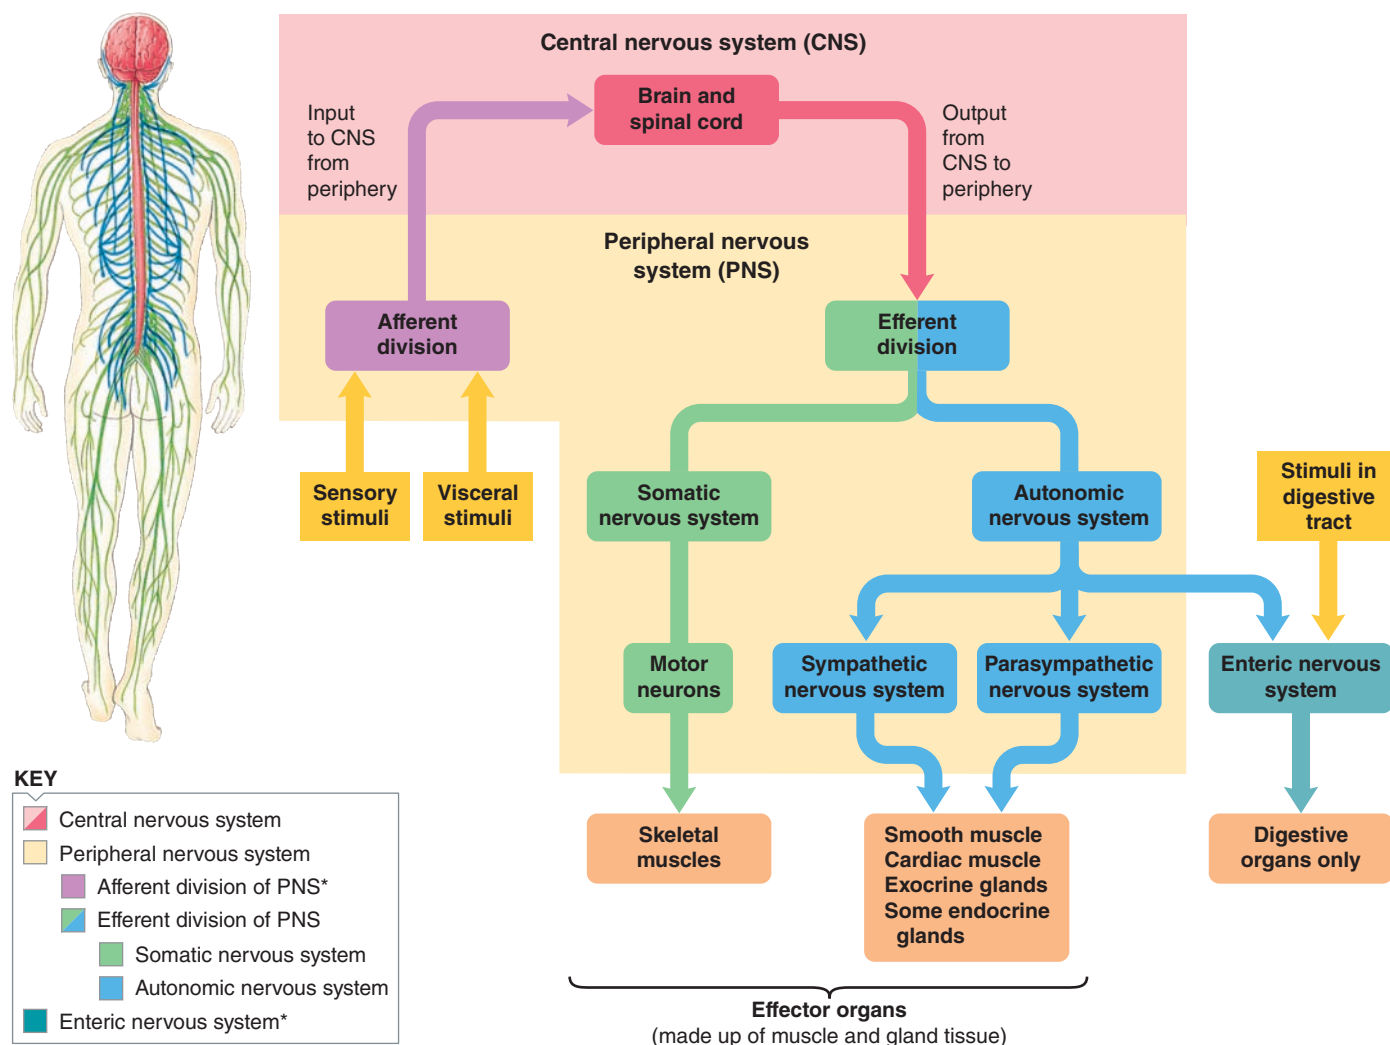 Central nervous system (CNS)
Input
to CNS
from
periphery
Brain and
spinal cord
Output
from
CNS to
periphery
Peripheral nervous
system (PNS)
Afferent
division
Efferent
division
Sensory
stimuli
Visceral
stimuli
Somatic
nervous system
Autonomic
nervous system
Stimuli in
digestive
tract
Motor
neurons
Sympathetic
nervous system
Parasympathetic
nervous system
Enteric nervous
system
Skeletal
muscles
Smooth muscle
Cardiac muscle
Exocrine glands
Some endocrine
glands
Digestive
organs only
Effector organs
(made up of muscle and gland tissue)
KEY
Central nervous system
Peripheral nervous system
Afferent division of PNS*
Efferent division of PNS
Somatic nervous system
Autonomic nervous system
Enteric nervous system*